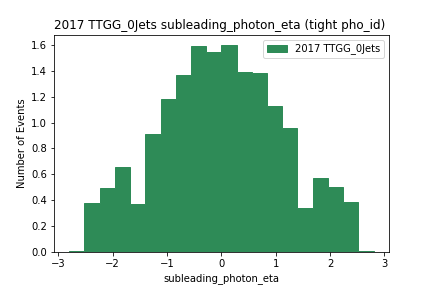 2017 TTGG_0Jets subleading_photon_eta (tight pho_id)
2017 TTGG_0Jets
Number of Events
1.6
1.4
1.2
1.0
0.8
0.6
0.4
0.2
0.0
−3 −2 −1 0 1 2 3
subleading_photon_eta